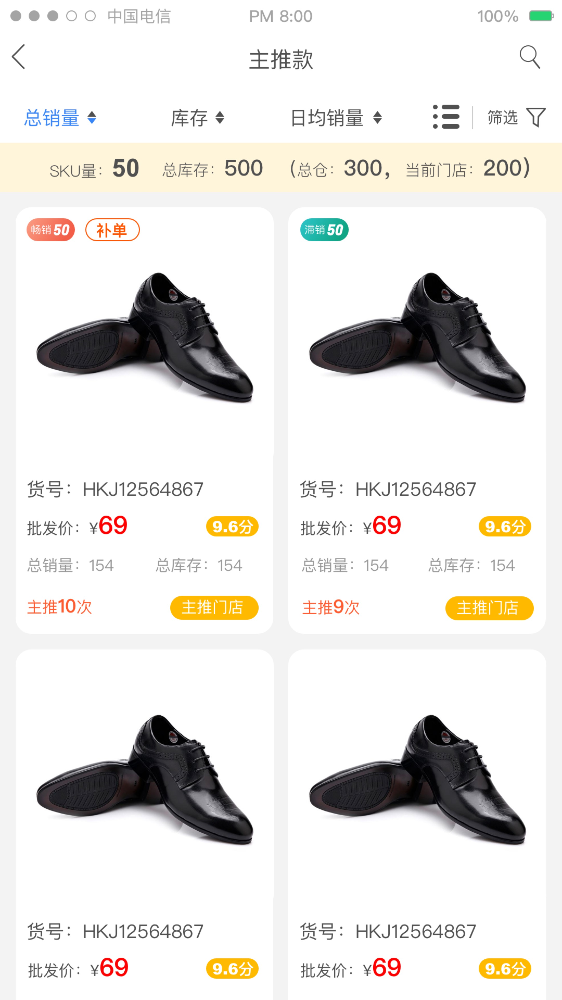 中国电信 PM 8:00 100%
主推款
总销量 库存 日均销量 筛选
SKU量：50 总库存：500 （总仓：300， 当前门店：200）
畅销50 补单 滞销50
货号：HKJ12564867 货号：HKJ12564867
批发价：¥69 9.6分 批发价：¥69 9.6分
总销量：154 总库存：154 总销量：154 总库存：154
主推10次 主推门店 主推9次 主推门店
货号：HKJ12564867 货号：HKJ12564867
批发价：¥69 9.6分 批发价：¥69 9.6分